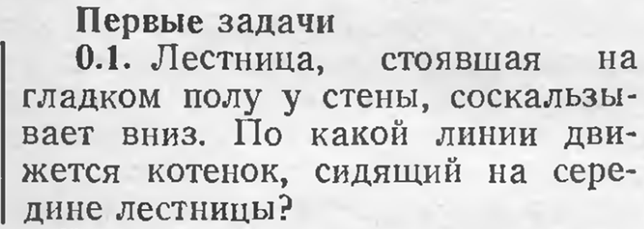 Первые задачи
0.1. Лестница, стоявшая на
гладком полу у стены, соскальзы-
вает вниз. По какой линии дви-
жется котенок, сидящий на сере-
дине лестницы?